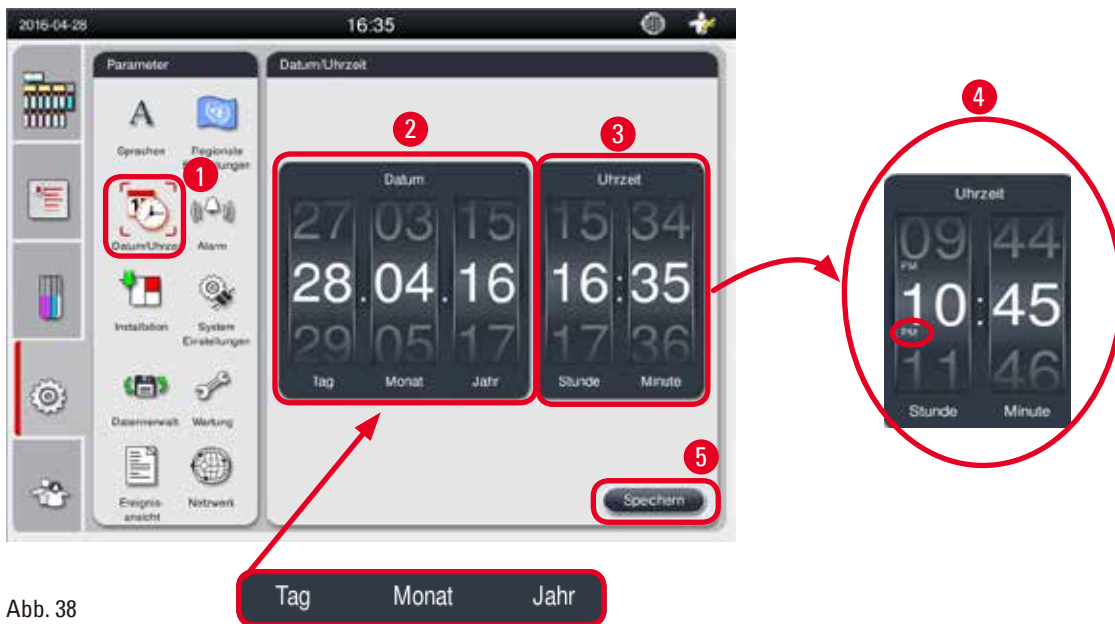 2016-04-28 16:35
Parameter
Sprachen
Regionale
1
Datum/Uhrzeit
Alarm
Installation
System
Einstellungen
Datenverwalt
Wartung
Ereignis-
ansicht
Netzwerk
Datum/Uhrzeit
2
Datum
27 03 15
28.04.16
29 05 17
Tag Monat Jahr
3
Uhrzeit
15 34
16:35
17 36
Stunde Minute
5
Speichern
4
Uhrzeit
09 44
PM
10:45
PM
11 46
Stunde Minute
Tag Monat Jahr
Abb. 38